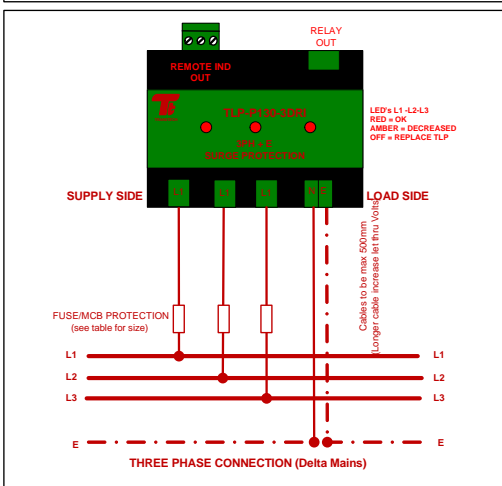 RELAY
OUT
REMOTE IND
OUT
TLP-P130-3DRI
LED's L1 -L2-L3
RED = OK
AMBER = DECREASED
OFF = REPLACE TLP
3PH + E
SURGE PROTECTION
SUPPLY SIDE
L1
L1
L1
N
E
LOAD SIDE
Cables to be max 500mm
(Longer cable increase let thru Volts)
FUSE/MCB PROTECTION
(see table for size)
L1
L1
L2
L2
L3
L3
E
E
THREE PHASE CONNECTION (Delta Mains)